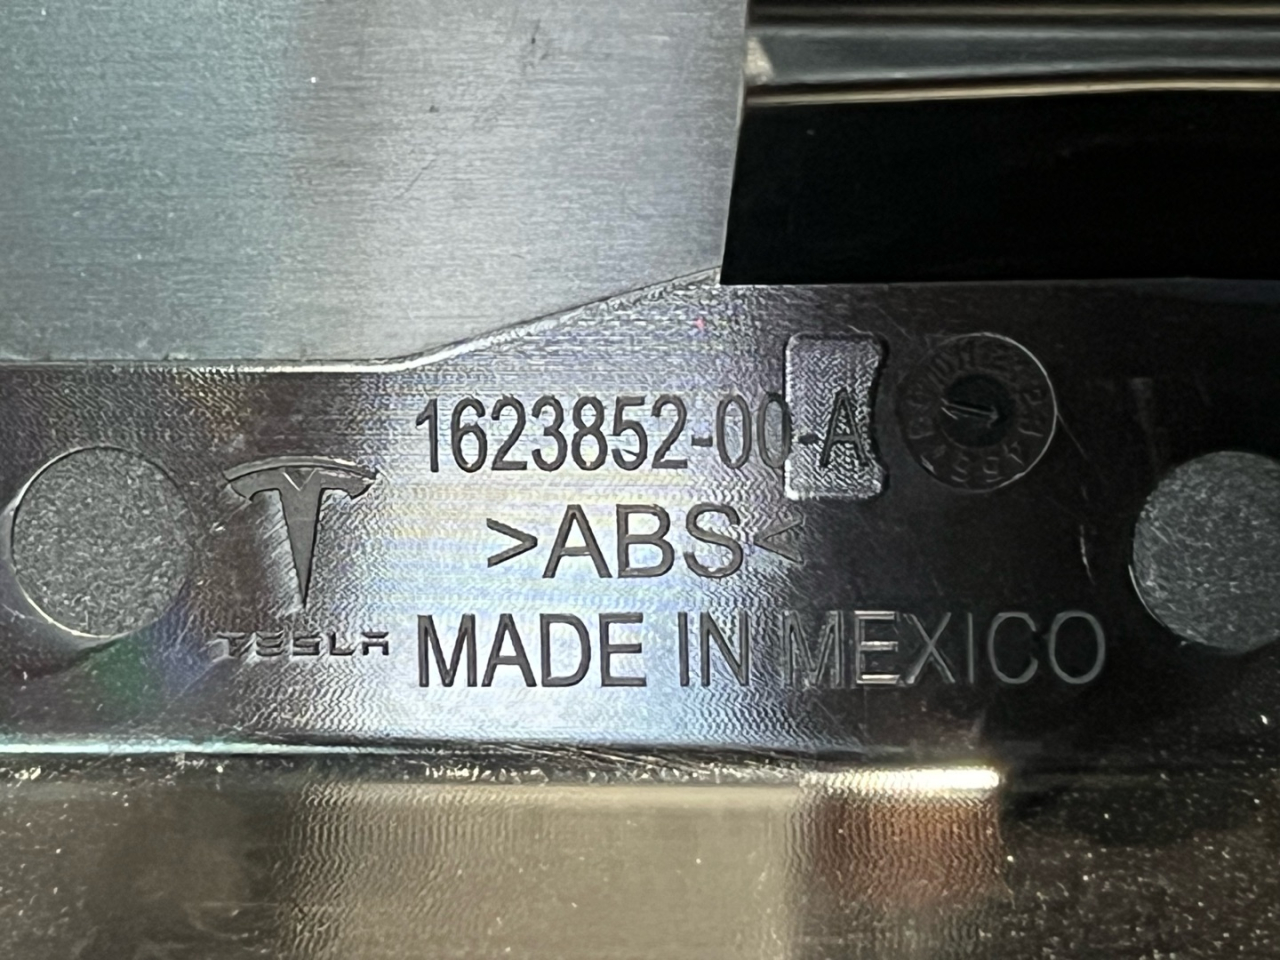 1623852-00-A
>ABS<
TESLA
MADE IN MEXICO